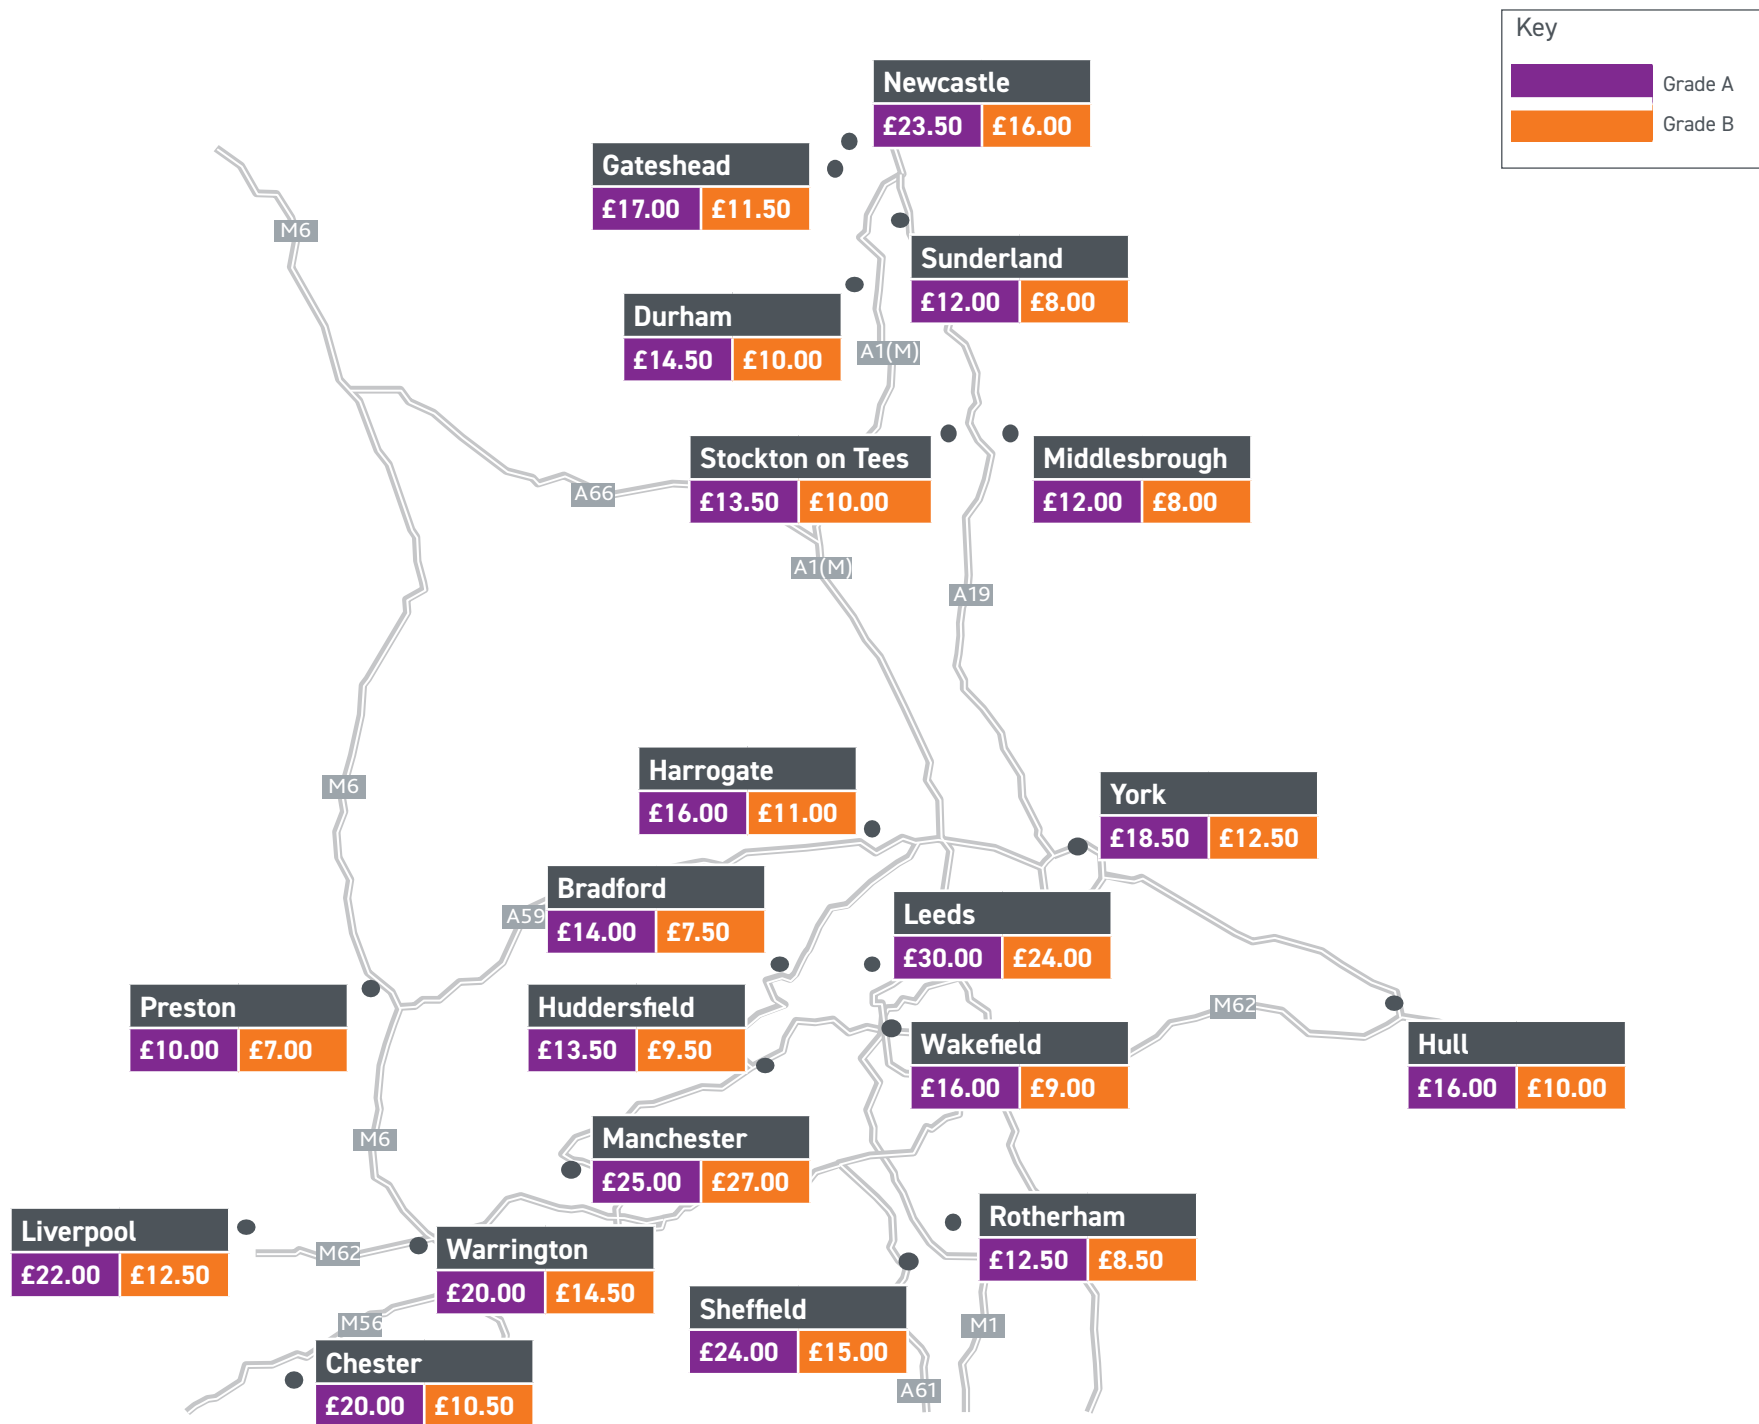 Key
Grade A
Grade B
Newcastle
£23.50 £16.00
Gateshead
£17.00 £11.50
M6
Sunderland
£12.00 £8.00
Durham
£14.50 £10.00
A1(M)
Stockton on Tees
£13.50 £10.00
Middlesbrough
£12.00 £8.00
A66
A1(M)
A19
Harrogate
£16.00 £11.00
York
£18.50 £12.50
M6
Bradford
£14.00 £7.50
A59
Leeds
£30.00 £24.00
Preston
£10.00 £7.00
Huddersfield
£13.50 £9.50
M62
Wakefield
£16.00 £9.00
Hull
£16.00 £10.00
M6
Manchester
£25.00 £27.00
Liverpool
£22.00 £12.50
M62
Warrington
£20.00 £14.50
Rotherham
£12.50 £8.50
Sheffield
£24.00 £15.00
M56
M1
Chester
£20.00 £10.50
A61